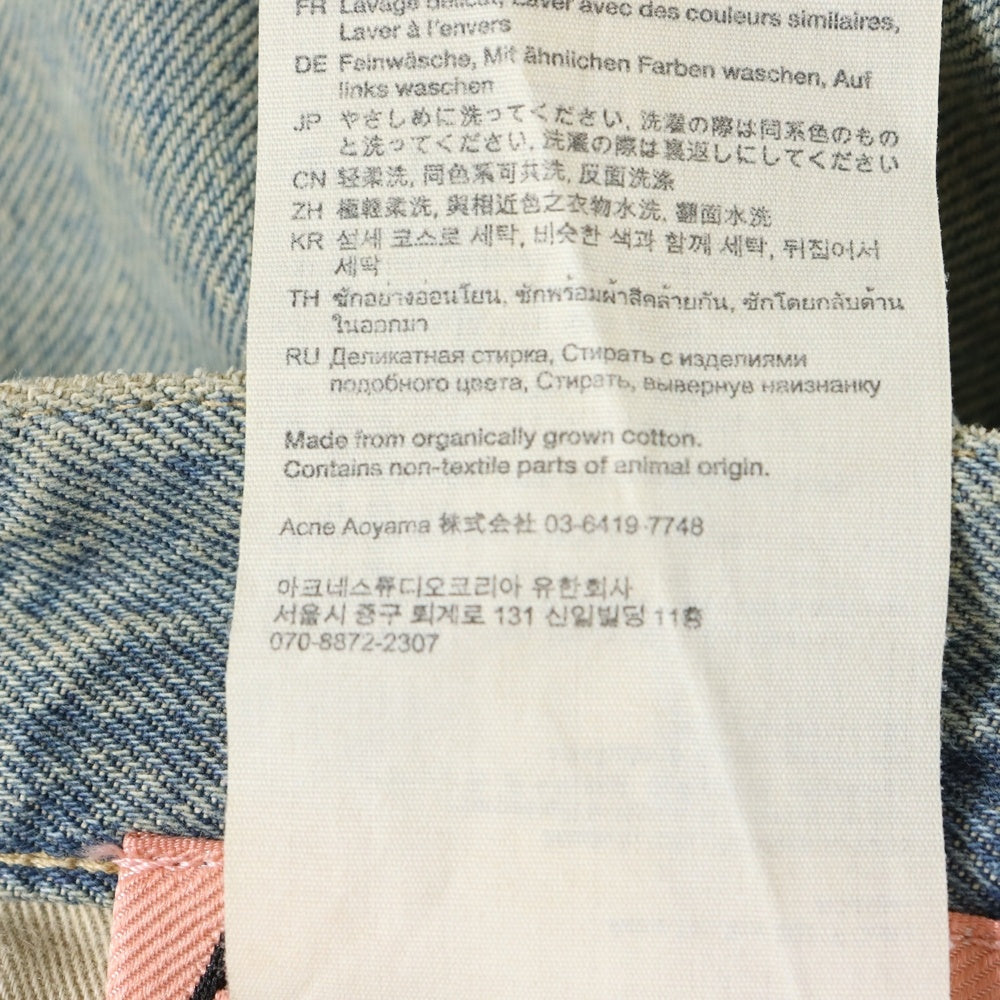 FR Lavage délicat, Laver avec des couleurs similaires,
Laver à l'envers
DE Feinwäsche, Mit ähnlichen Farben waschen, Auf
links waschen
JP やさしめに洗ってください, 洗濯の際は同系色のもの
と洗ってください, 洗濯の際は裏返しにしてください
CN 轻柔洗, 同色系可共洗, 反面洗涤
ZH 極輕柔洗, 與相近色之衣物水洗, 翻面水洗
KR 섬세 코스로 세탁, 비슷한 색과 함께 세탁, 뒤집어서
세탁
TH ซักอย่างอ่อนโยน, ซักพร้อมผ้าสีคล้ายกัน, ซักโดยกลับด้าน
ในออกมา
RU Деликатная стирка, Стирать с изделиями
подобного цвета, Стирать, вывернув наизнанку
Made from organically grown cotton.
Contains non-textile parts of animal origin.
Acne Aoyama 株式会社 03-6419-7748
아크네스튜디오코리아 유한회사
서울시 중구 퇴계로 131 신일빌딩 11층
070-8872-2307